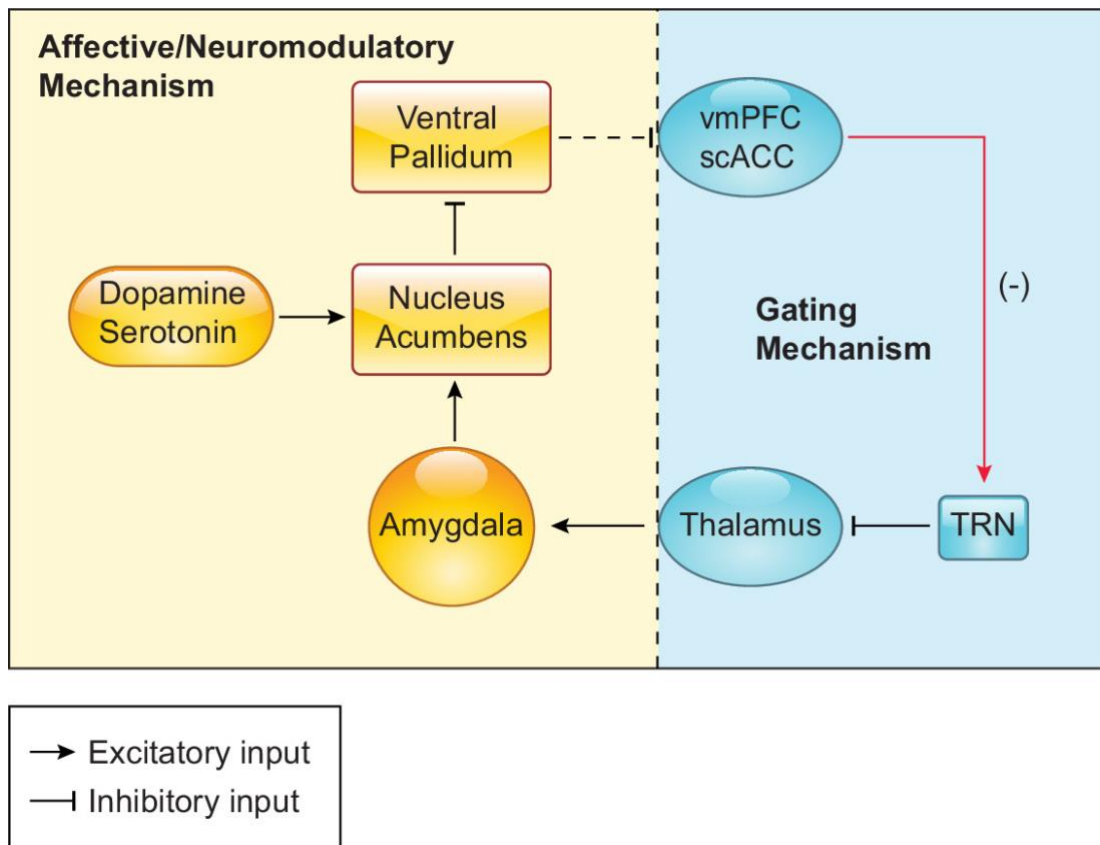 Affective/Neuromodulatory
Mechanism
Ventral
Pallidum
vmPFC
scACC
Dopamine
Serotonin
Nucleus
Acumbens
(-)
Gating
Mechanism
Amygdala
Thalamus
TRN
Excitatory input
Inhibitory input